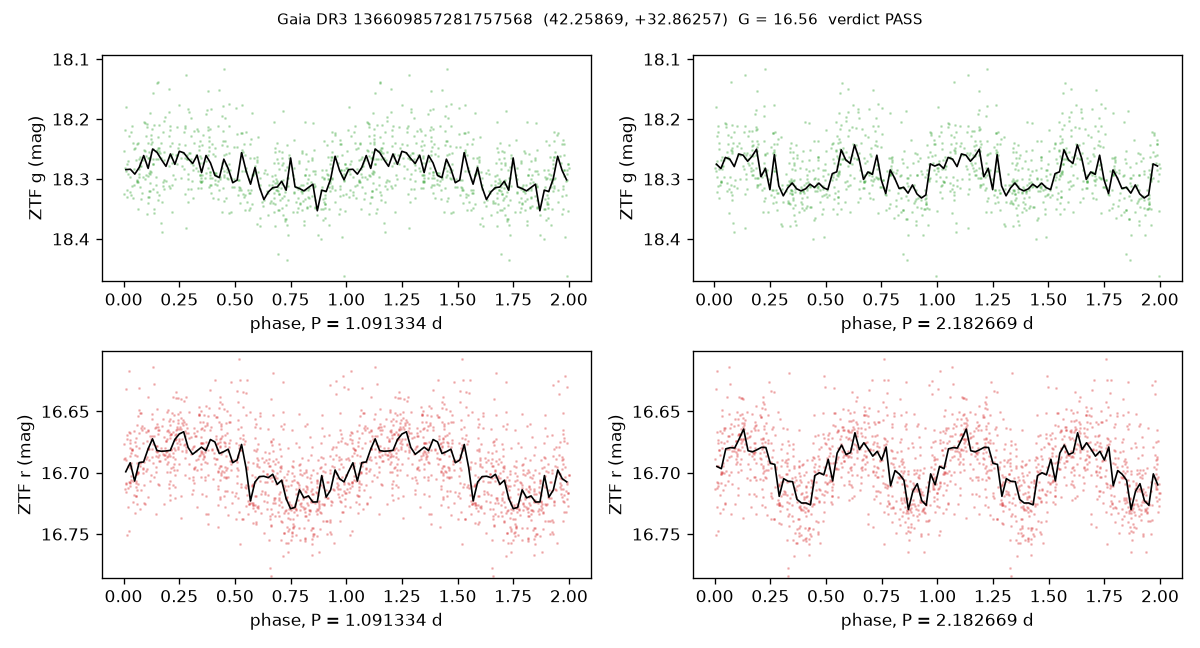 Gaia DR3 136609857281757568  (42.25869, +32.86257)  G = 16.56  verdict PASS
ZTF g (mag)
18.1
18.2
18.3
18.4
0.00 0.25 0.50 0.75 1.00 1.25 1.50 1.75 2.00
phase, P = 1.091334 d
ZTF g (mag)
18.1
18.2
18.3
18.4
0.00 0.25 0.50 0.75 1.00 1.25 1.50 1.75 2.00
phase, P = 2.182669 d
ZTF r (mag)
16.65
16.70
16.75
0.00 0.25 0.50 0.75 1.00 1.25 1.50 1.75 2.00
phase, P = 1.091334 d
ZTF r (mag)
16.65
16.70
16.75
0.00 0.25 0.50 0.75 1.00 1.25 1.50 1.75 2.00
phase, P = 2.182669 d